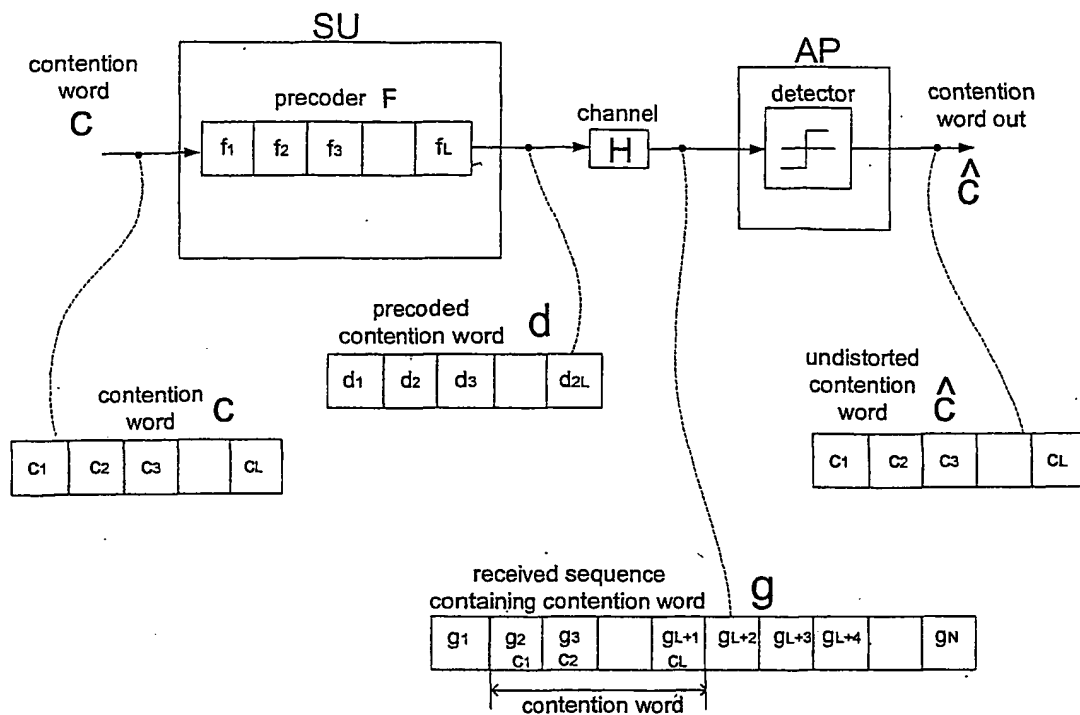 SU
AP
contention
word
C
precoder F
f1 f2 f3 fL
channel
H
detector
contention
word out
Ĉ
precoded
contention word d
d1 d2 d3 d2L
contention
word C
c1 c2 c3 cL
undistorted
contention
word Ĉ
c1 c2 c3 cL
received sequence
containing contention word g
g1 g2 g3 gL+1 gL+2 gL+3 gL+4 gN
c1 c2 cL
contention word